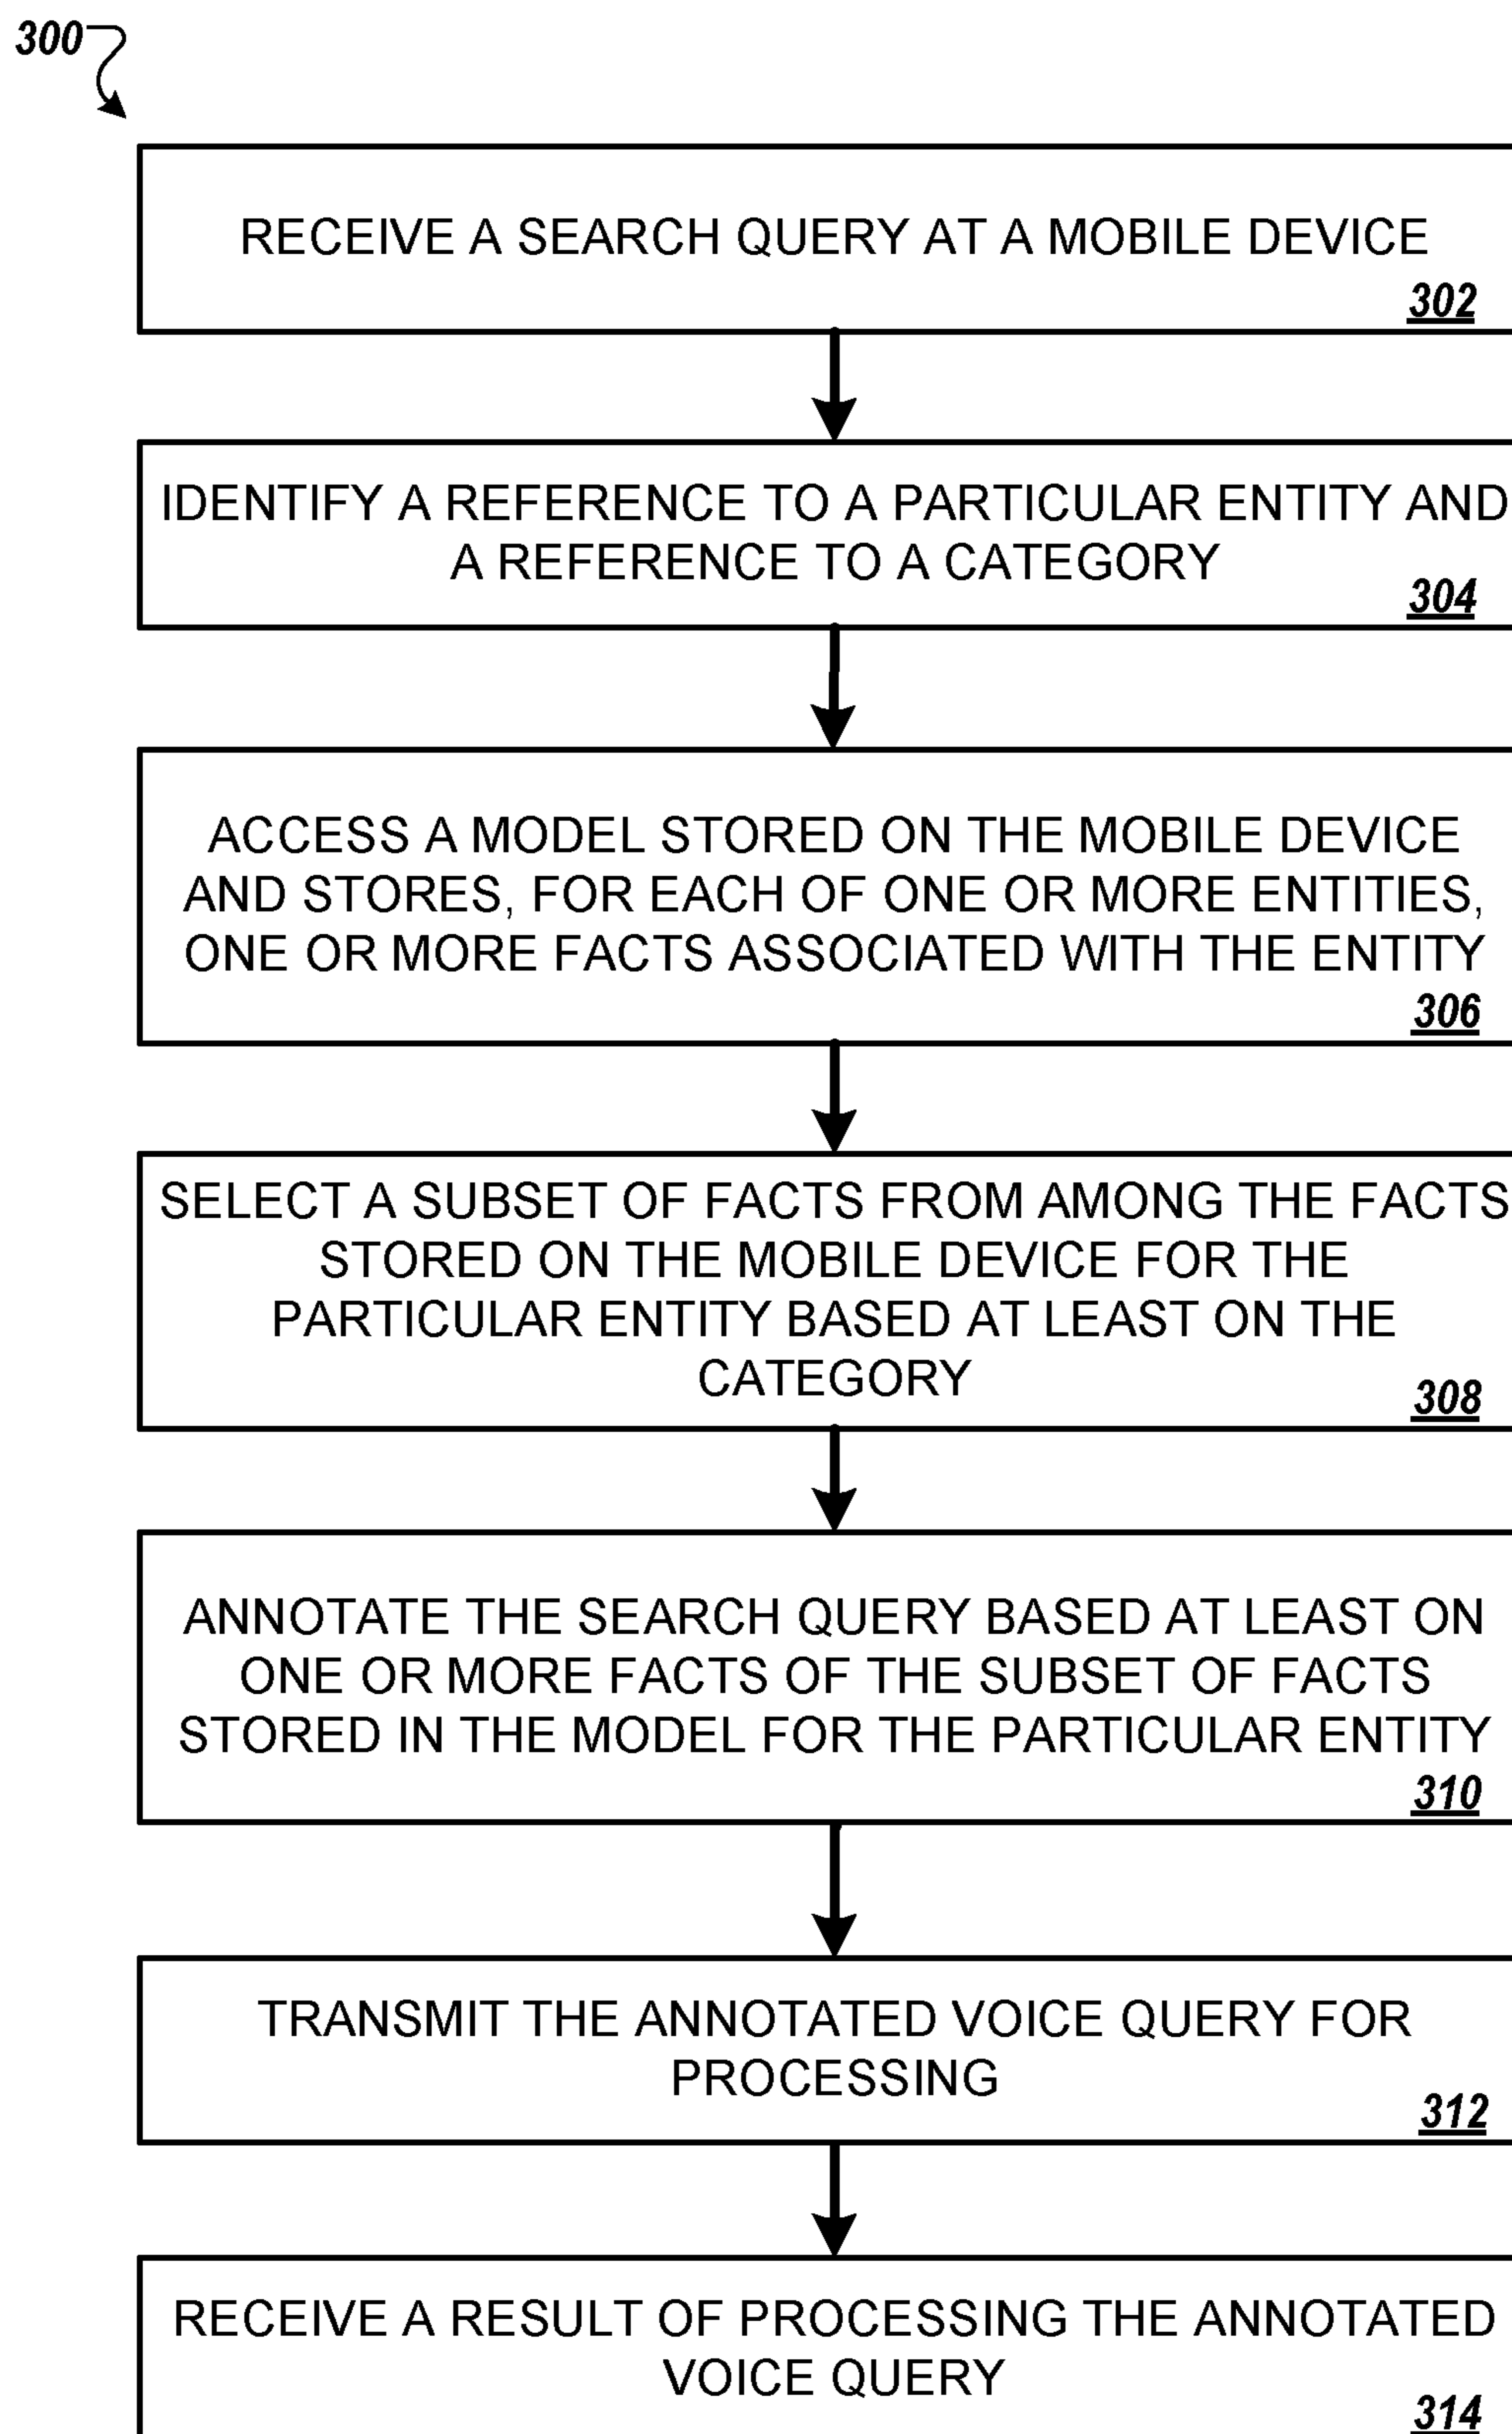 300
RECEIVE A SEARCH QUERY AT A MOBILE DEVICE
302
IDENTIFY A REFERENCE TO A PARTICULAR ENTITY AND
A REFERENCE TO A CATEGORY
304
ACCESS A MODEL STORED ON THE MOBILE DEVICE
AND STORES, FOR EACH OF ONE OR MORE ENTITIES,
ONE OR MORE FACTS ASSOCIATED WITH THE ENTITY
306
SELECT A SUBSET OF FACTS FROM AMONG THE FACTS
STORED ON THE MOBILE DEVICE FOR THE
PARTICULAR ENTITY BASED AT LEAST ON THE
CATEGORY
308
ANNOTATE THE SEARCH QUERY BASED AT LEAST ON
ONE OR MORE FACTS OF THE SUBSET OF FACTS
STORED IN THE MODEL FOR THE PARTICULAR ENTITY
310
TRANSMIT THE ANNOTATED VOICE QUERY FOR
PROCESSING
312
RECEIVE A RESULT OF PROCESSING THE ANNOTATED
VOICE QUERY
314